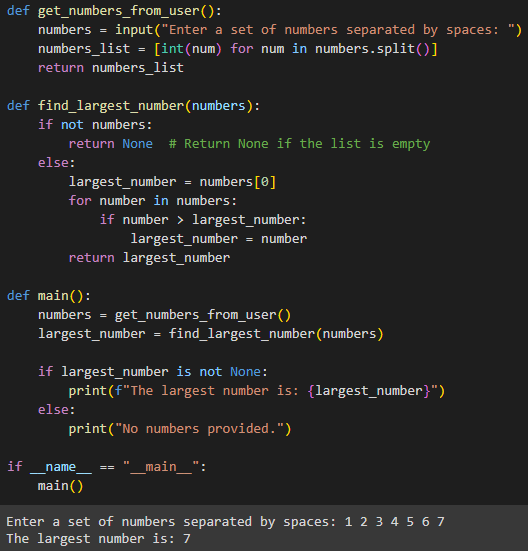 def get_numbers_from_user():
    numbers = input("Enter a set of numbers separated by spaces: ")
    numbers_list = [int(num) for num in numbers.split()]
    return numbers_list

def find_largest_number(numbers):
    if not numbers:
        return None  # Return None if the list is empty
    else:
        largest_number = numbers[0]
        for number in numbers:
            if number > largest_number:
                largest_number = number
        return largest_number

def main():
    numbers = get_numbers_from_user()
    largest_number = find_largest_number(numbers)

    if largest_number is not None:
        print(f"The largest number is: {largest_number}")
    else:
        print("No numbers provided.")

if __name__ == "__main__":
    main()

Enter a set of numbers separated by spaces: 1 2 3 4 5 6 7
The largest number is: 7